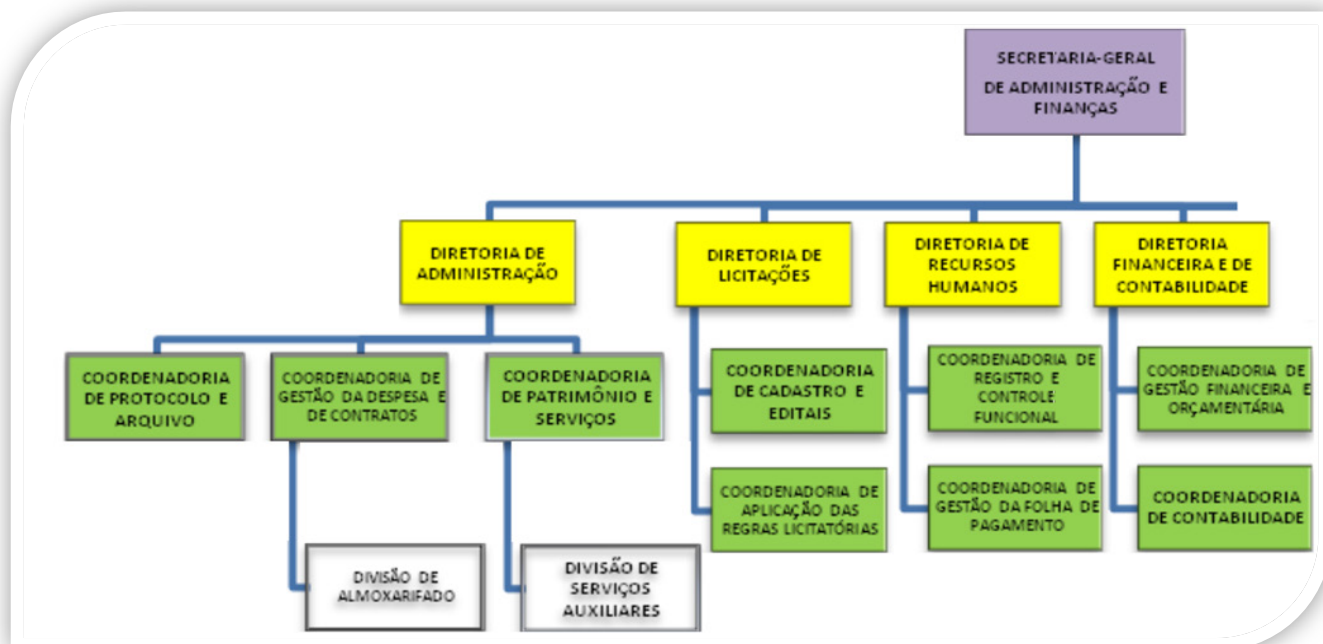 SECRETARIA-GERAL
DE ADMINISTRAÇÃO E
FINANÇAS
DIRETORIA DE
ADMINISTRAÇÃO
DIRETORIA DE
LICITAÇÕES
DIRETORIA DE
RECURSOS
HUMANOS
DIRETORIA
FINANCEIRA E DE
CONTABILIDADE
COORDENADORIA
DE PROTOCOLO E
ARQUIVO
COORDENADORIA DE
GESTÃO DA DESPESA E
DE CONTRATOS
COORDENADORIA
DE PATRIMÔNIO E
SERVIÇOS
COORDENADORIA
DE CADASTRO E
EDITAIS
COORDENADORIA DE
REGISTRO E
CONTROLE
FUNCIONAL
COORDENADORIA DE
GESTÃO FINANCEIRA E
ORÇAMENTÁRIA
COORDENADORIA DE
APLICAÇÃO DAS
REGRAS LICITATÓRIAS
COORDENADORIA DE
GESTÃO DA FOLHA DE
PAGAMENTO
COORDENADORIA
DE CONTABILIDADE
DIVISÃO DE
ALMOXARIFADO
DIVISÃO DE
SERVIÇOS
AUXILIARES